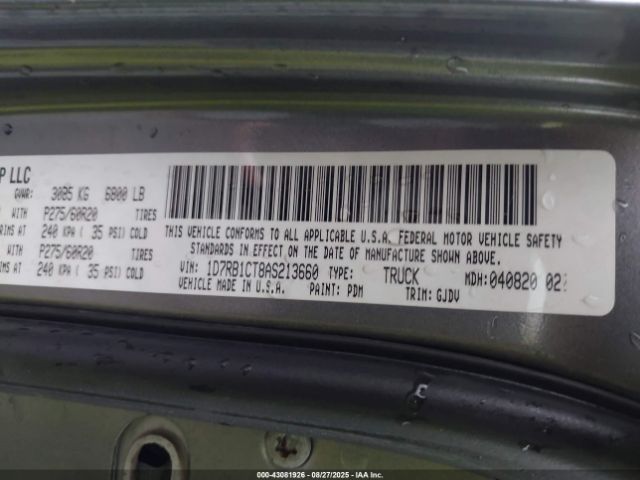 P LLC
GVWR: 3085 KG 6800 LB
WITH P275/60R20 TIRES
RIMS AT 240 KPA ( 35 PSI) COLD
WITH P275/60R20 TIRES
RIMS AT 240 KPA ( 35 PSI) COLD
THIS VEHICLE CONFORMS TO ALL APPLICABLE U.S.A. FEDERAL MOTOR VEHICLE SAFETY
STANDARDS IN EFFECT ON THE DATE OF MANUFACTURE SHOWN ABOVE.
VIN: 1D7RB1CT8AS213660 TYPE: TRUCK MDH: 040820 02
VEHICLE MADE IN U.S.A. PAINT: PDM TRIM: GJDV
000-43081926 - 08/27/2025 - IAAI.COM